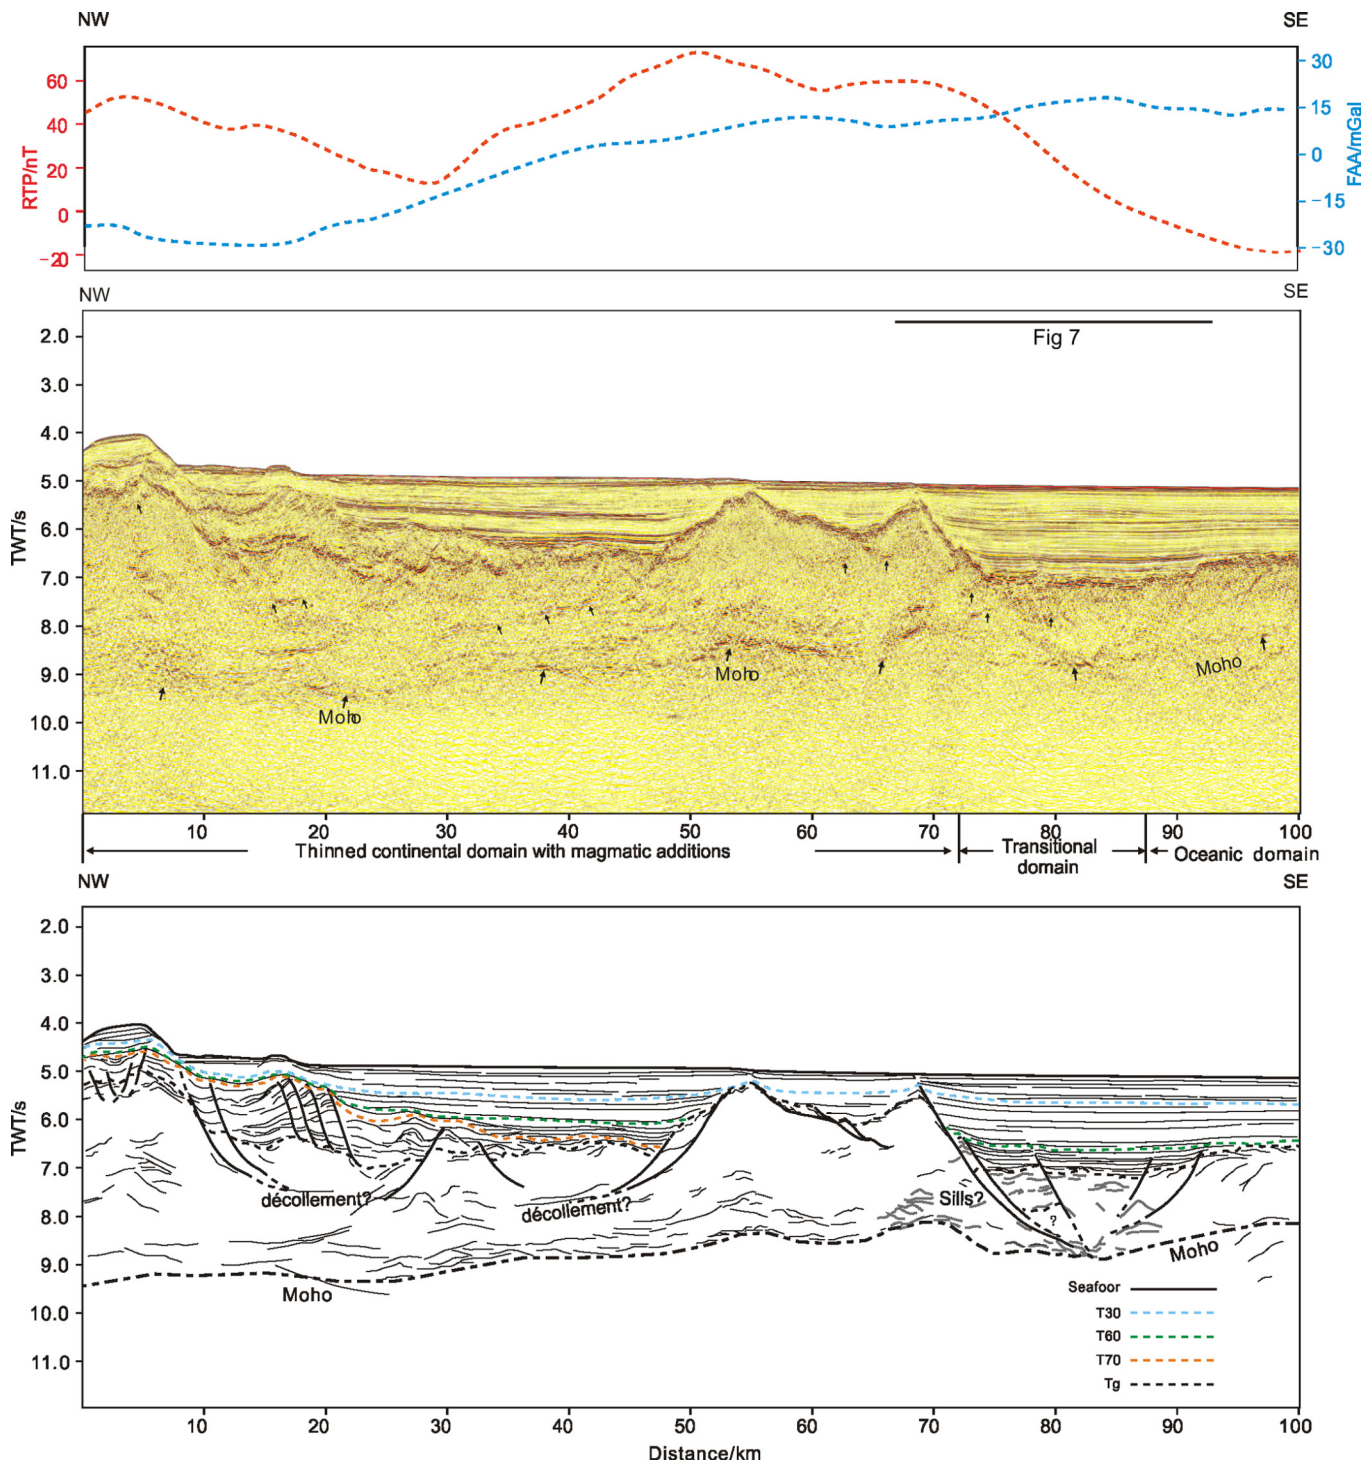 NW SE
RTP/nT
60
40
20
0
−20
30
15
0
−15
−30
FAA/mGal
NW SE
Fig 7
TWT/s
2.0
3.0
4.0
5.0
6.0
7.0
8.0
9.0
10.0
11.0
Moho
Moho
Moho
10 20 30 40 50 60 70 80 90 100
Thinned continental domain with magmatic additions
Transitional
domain
Oceanic domain
NW SE
TWT/s
2.0
3.0
4.0
5.0
6.0
7.0
8.0
9.0
10.0
11.0
décollement?
décollement?
Sills?
?
Moho
Moho
Seafoor
T30
T60
T70
Tg
10 20 30 40 50 60 70 80 90 100
Distance/km